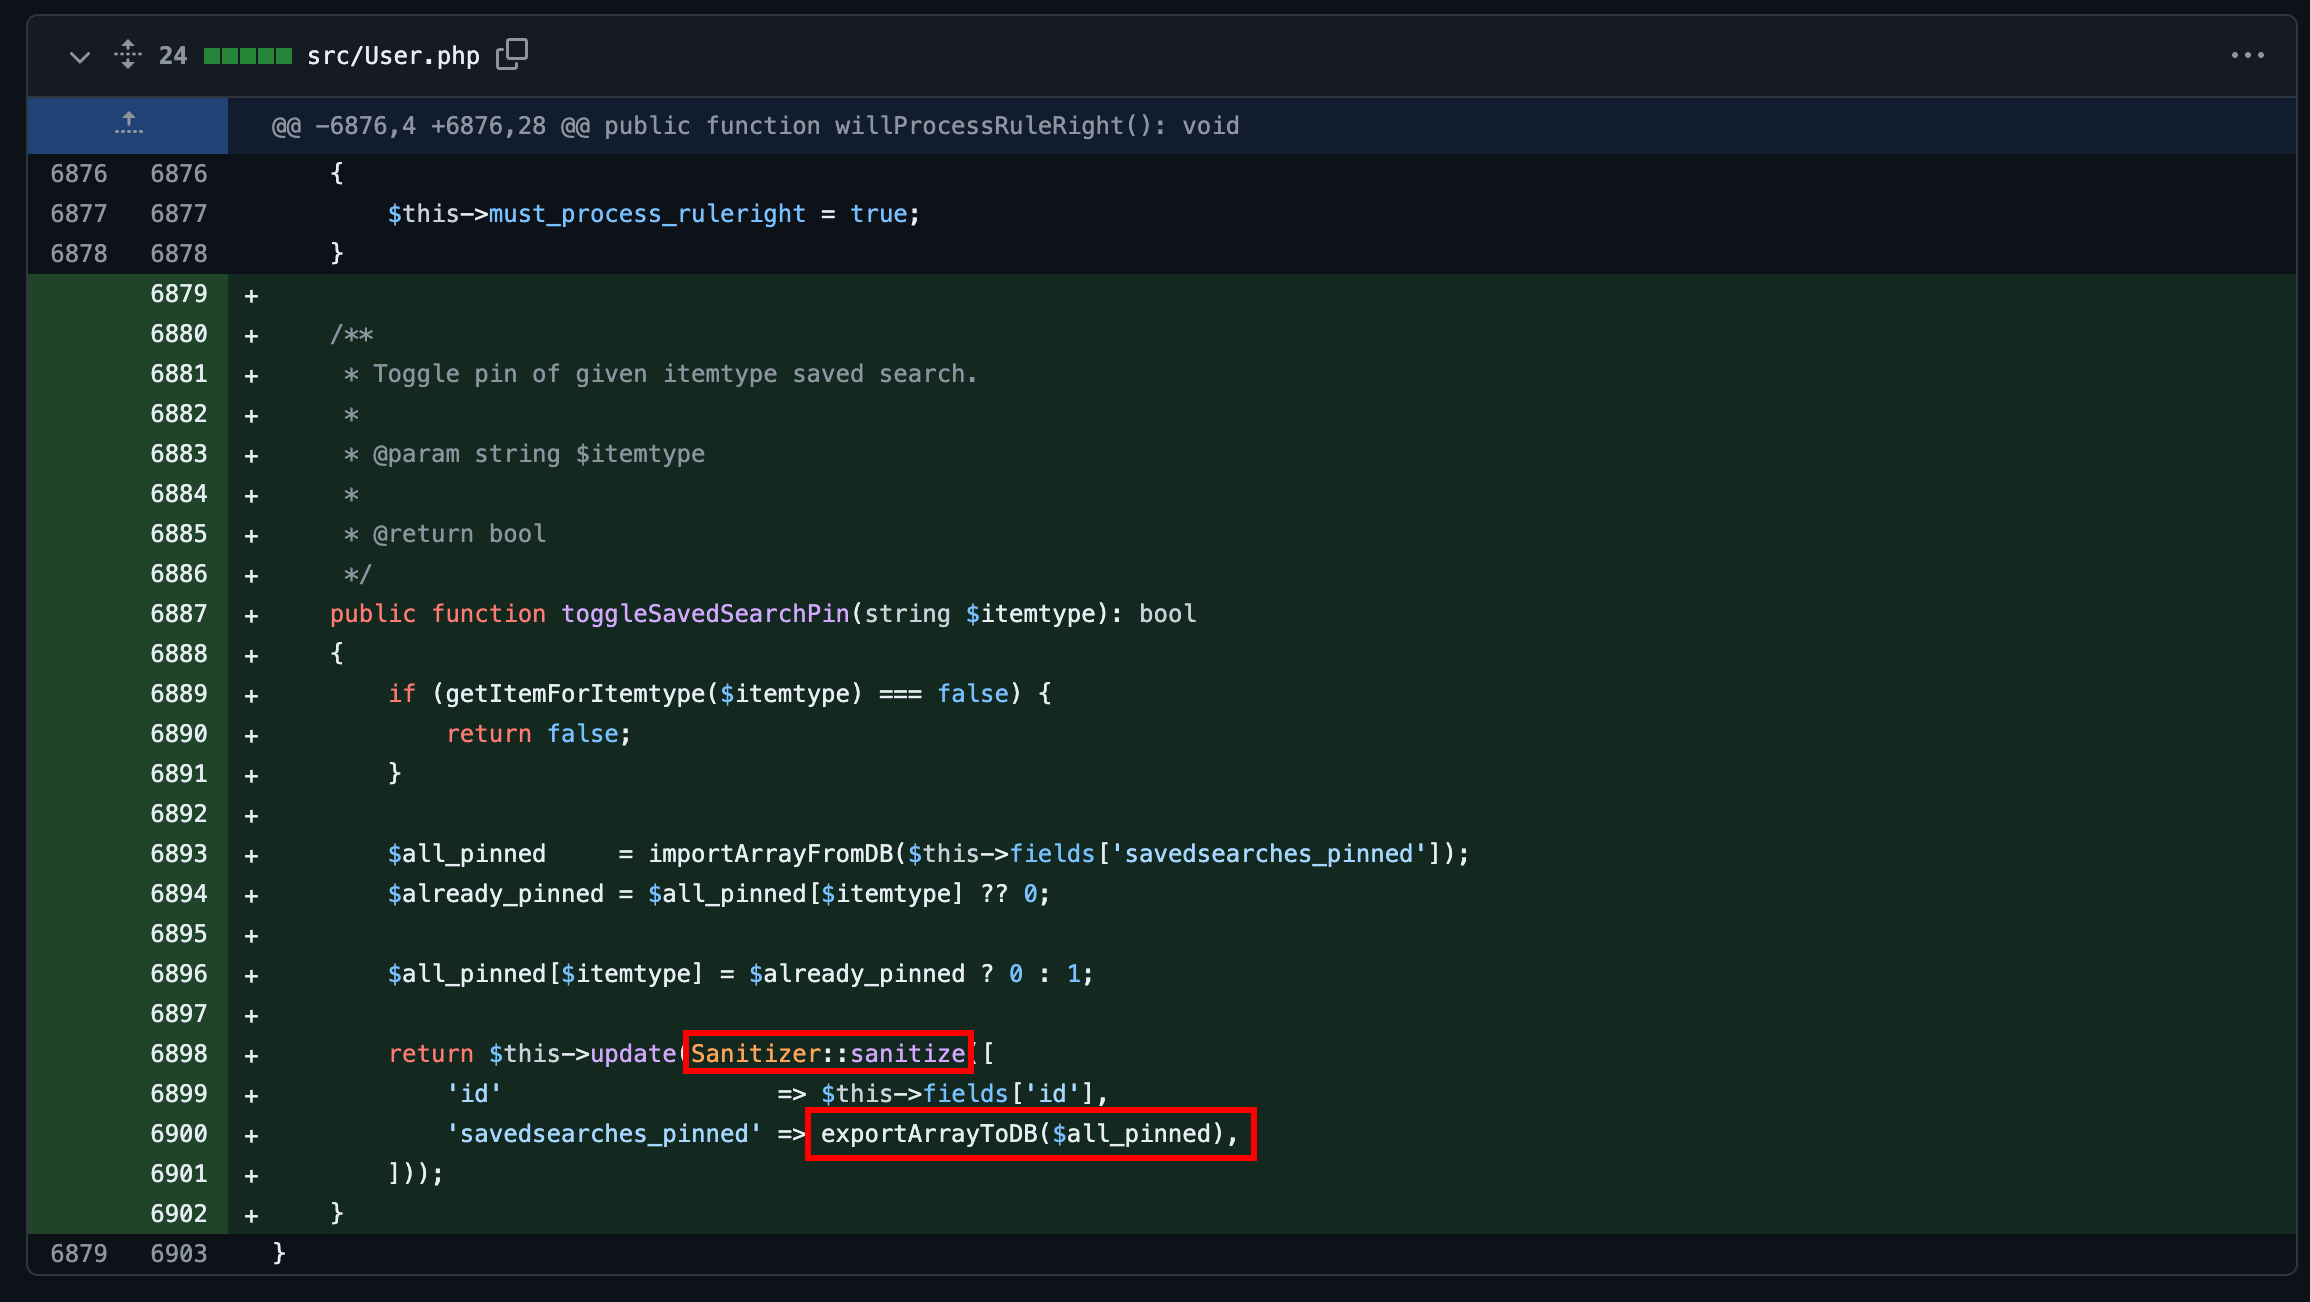 24 src/User.php
@@ -6876,4 +6876,28 @@ public function willProcessRuleRight(): void
6876 6876 {
6877 6877 $this->must_process_ruleright = true;
6878 6878 }
6879 +
6880 + /**
6881 + * Toggle pin of given itemtype saved search.
6882 + *
6883 + * @param string $itemtype
6884 + *
6885 + * @return bool
6886 + */
6887 + public function toggleSavedSearchPin(string $itemtype): bool
6888 + {
6889 + if (getItemForItemtype($itemtype) === false) {
6890 + return false;
6891 + }
6892 +
6893 + $all_pinned = importArrayFromDB($this->fields['savedsearches_pinned']);
6894 + $already_pinned = $all_pinned[$itemtype] ?? 0;
6895 +
6896 + $all_pinned[$itemtype] = $already_pinned ? 0 : 1;
6897 +
6898 + return $this->update(Sanitizer::sanitize([
6899 + 'id' => $this->fields['id'],
6900 + 'savedsearches_pinned' => exportArrayToDB($all_pinned),
6901 + ]));
6902 + }
6879 6903 }